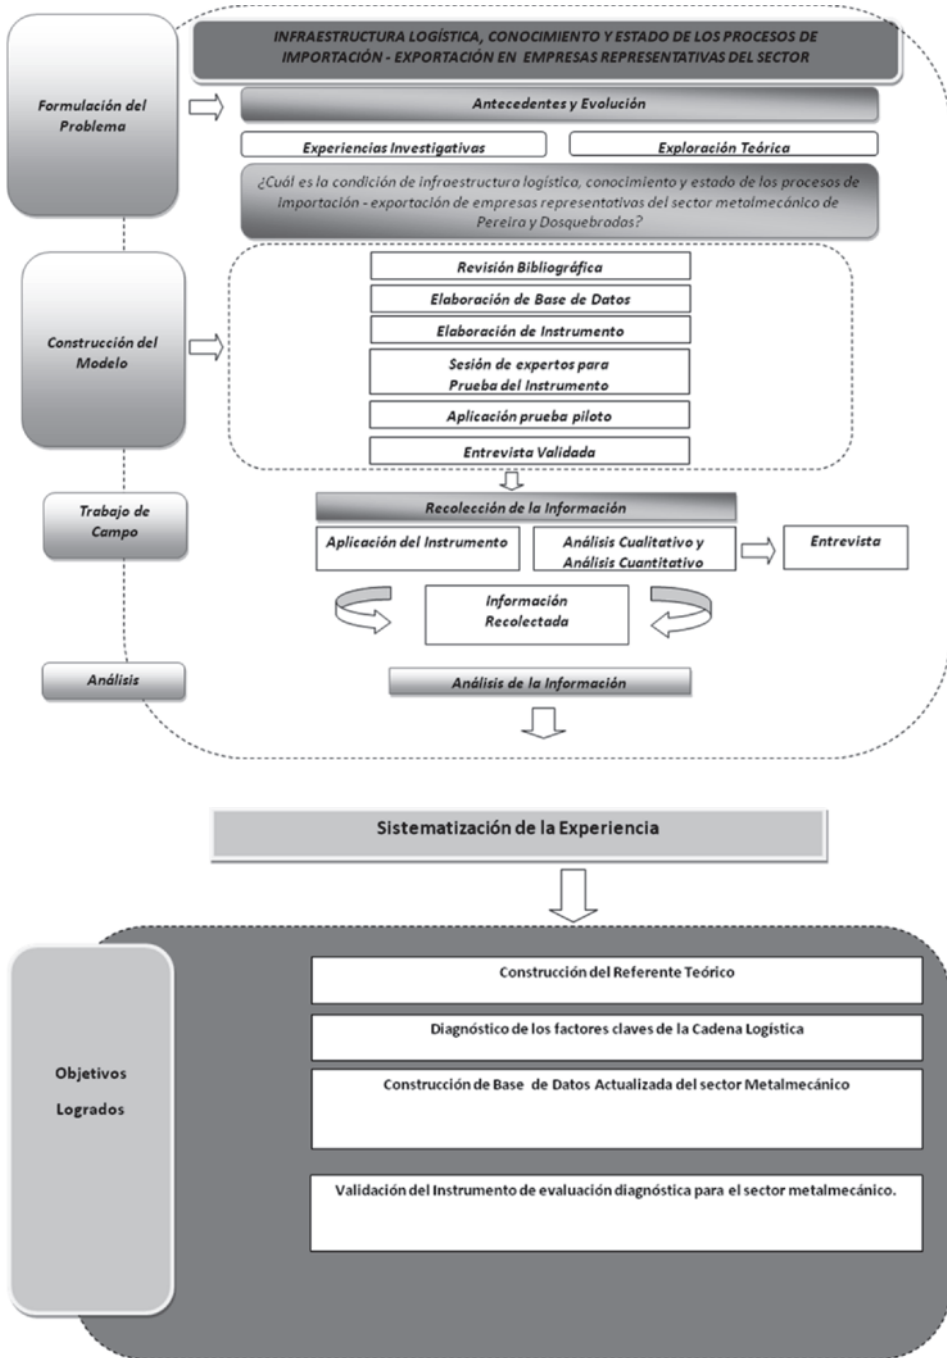 INFRAESTRUCTURA LOGÍSTICA, CONOCIMIENTO Y ESTADO DE LOS PROCESOS DE
IMPORTACIÓN - EXPORTACIÓN EN EMPRESAS REPRESENTATIVAS DEL SECTOR
Formulación del
Problema
Antecedentes y Evolución
Experiencias Investigativas
Exploración Teórica
¿Cuál es la condición de infraestructura logística, conocimiento y estado de los procesos de
importación - exportación de empresas representativas del sector metalmecánico de
Pereira y Dosquebradas?
Construcción del
Modelo
Revisión Bibliográfica
Elaboración de Base de Datos
Elaboración de Instrumento
Sesión de expertos para
Prueba del Instrumento
Aplicación prueba piloto
Entrevista Validada
Trabajo de
Campo
Recolección de la Información
Aplicación del Instrumento
Análisis Cualitativo y
Análisis Cuantitativo
Entrevista
Información
Recolectada
Análisis
Análisis de la Información
Sistematización de la Experiencia
Objetivos
Logrados
Construcción del Referente Teórico
Diagnóstico de los factores claves de la Cadena Logística
Construcción de Base de Datos Actualizada del sector Metalmecánico
Validación del Instrumento de evaluación diagnóstica para el sector metalmecánico.